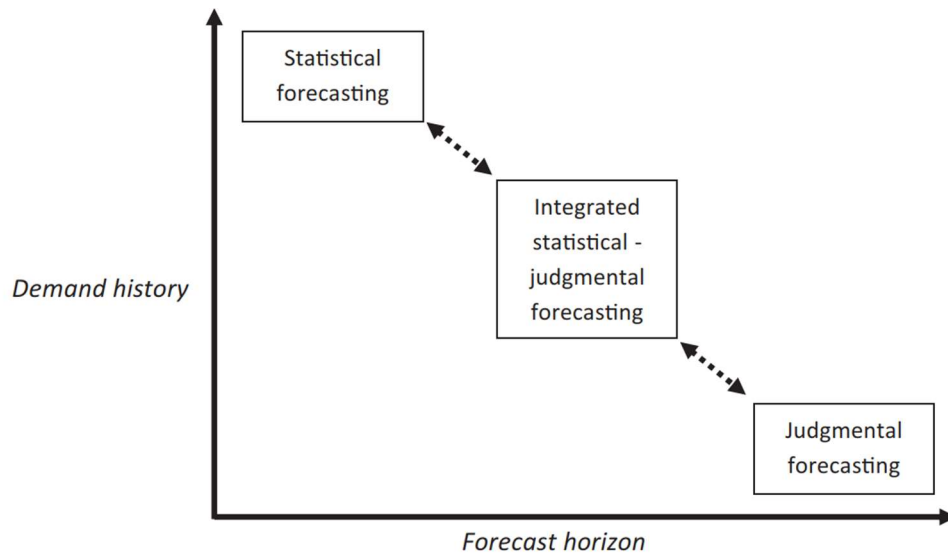 Statistical
forecasting
Integrated
statistical -
judgmental
forecasting
Demand history
Judgmental
forecasting
Forecast horizon